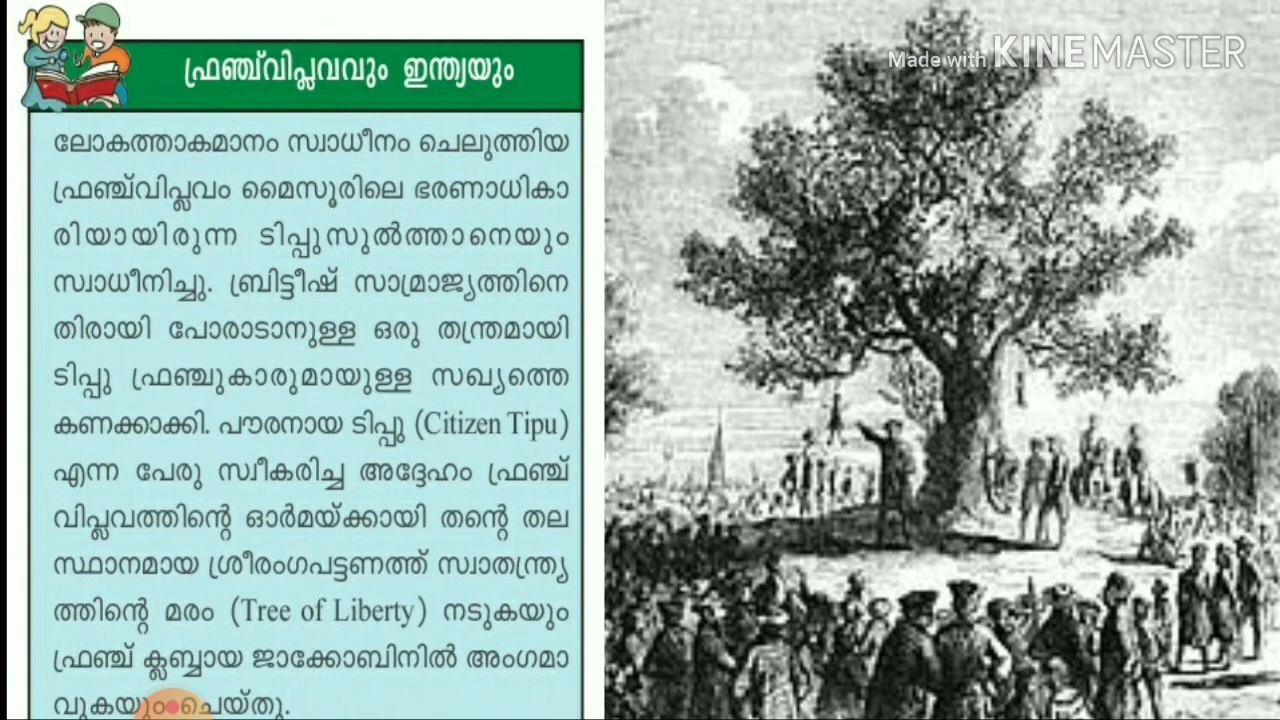 ഫ്രഞ്ച്‌വിപ്ലവവും ഇന്ത്യയും
ലോകത്താകമാനം സ്വാധീനം ചെലുത്തിയ
ഫ്രഞ്ച്‌വിപ്ലവം മൈസൂരിലെ ഭരണാധികാ
രിയായിരുന്ന ടിപ്പുസുൽത്താനെയും
സ്വാധീനിച്ചു. ബ്രിട്ടീഷ് സാമ്രാജ്യത്തിനെ
തിരായി പോരാടാനുള്ള ഒരു തന്ത്രമായി
ടിപ്പു ഫ്രഞ്ചുകാരുമായുള്ള സഖ്യത്തെ
കണക്കാക്കി. പൗരനായ ടിപ്പു (Citizen Tipu)
എന്ന പേരു സ്വീകരിച്ച അദ്ദേഹം ഫ്രഞ്ച്
വിപ്ലവത്തിന്റെ ഓർമയ്ക്കായി തന്റെ തല
സ്ഥാനമായ ശ്രീരംഗപട്ടണത്ത് സ്വാതന്ത്ര്യ
ത്തിന്റെ മരം (Tree of Liberty) നടുകയും
ഫ്രഞ്ച് ക്ലബ്ബായ ജാക്കോബിനിൽ അംഗമാ
വുകയും ചെയ്തു.
Made with KINEMASTER